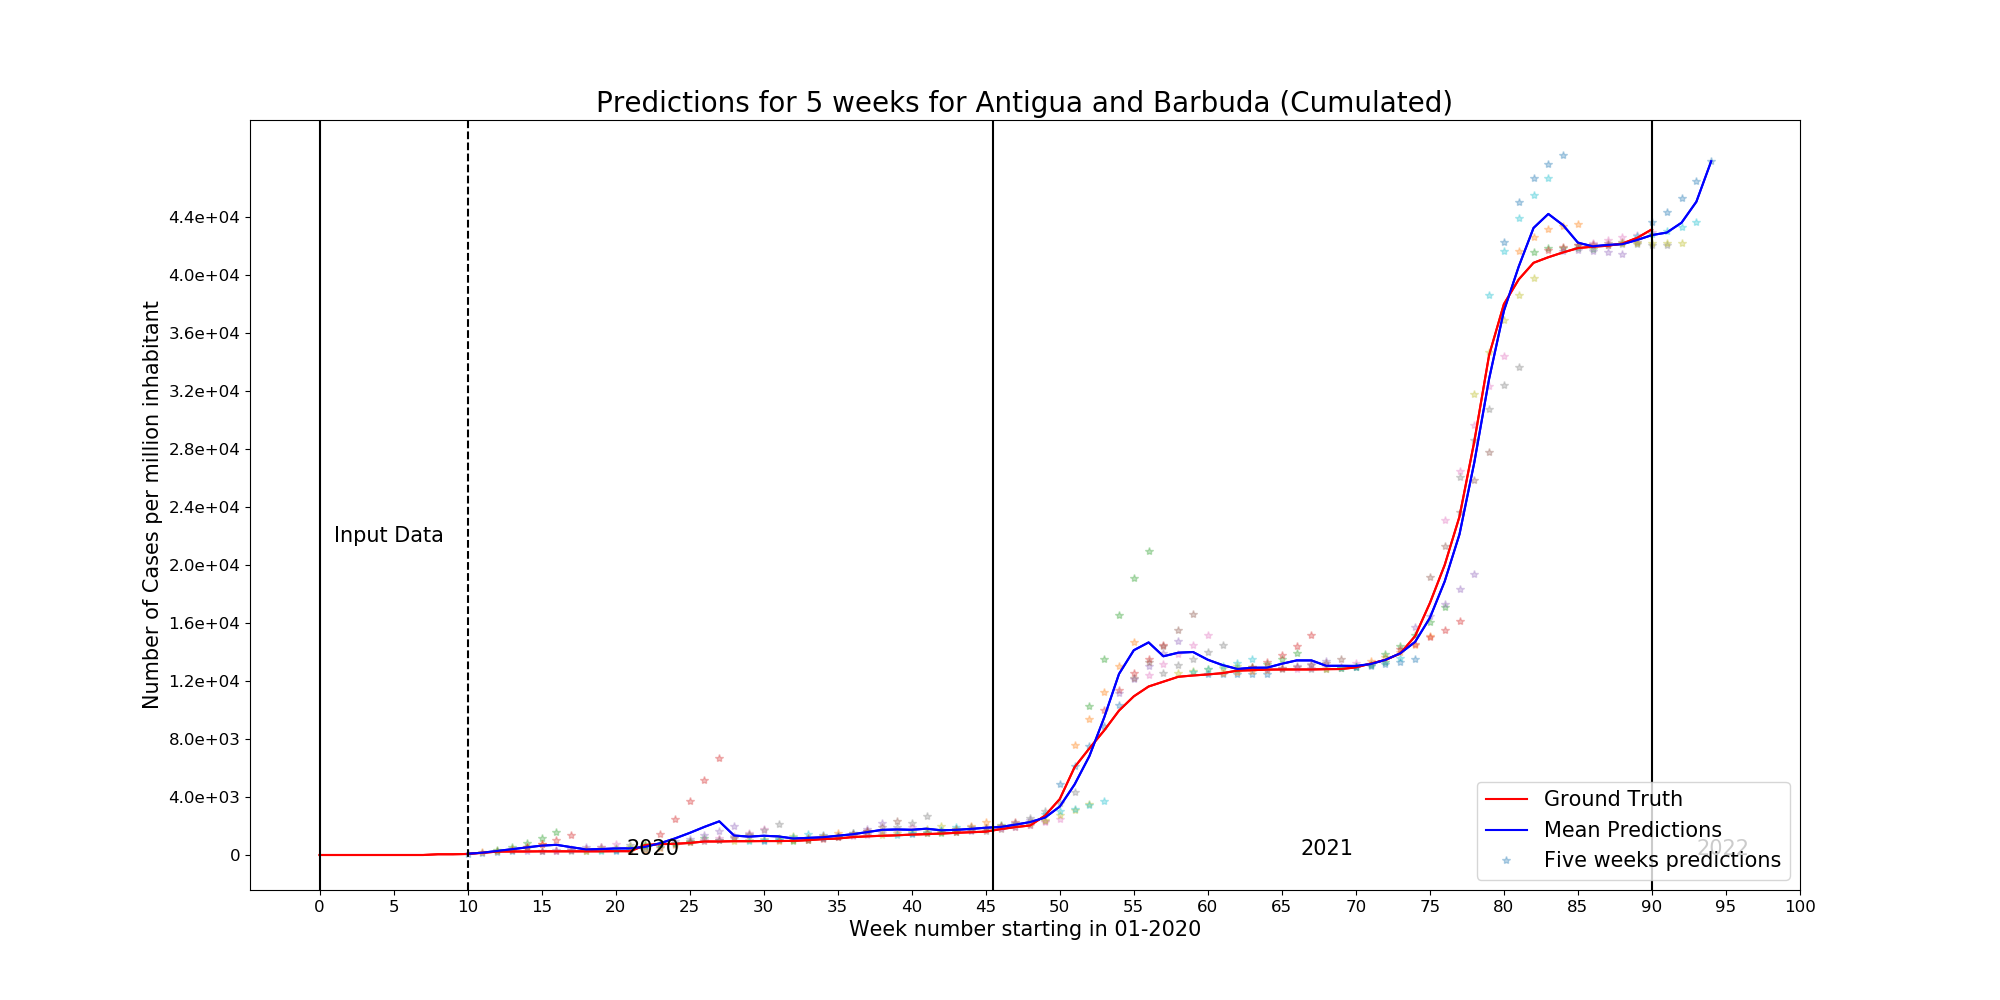 Predictions for 5 weeks for Antigua and Barbuda (Cumulated)
Number of Cases per million inhabitant
4.4e+04
4.0e+04
3.6e+04
3.2e+04
2.8e+04
2.4e+04
2.0e+04
1.6e+04
1.2e+04
8.0e+03
4.0e+03
0
Input Data
2020
2021
2022
Ground Truth
Mean Predictions
Five weeks predictions
0 5 10 15 20 25 30 35 40 45 50 55 60 65 70 75 80 85 90 95 100
Week number starting in 01-2020